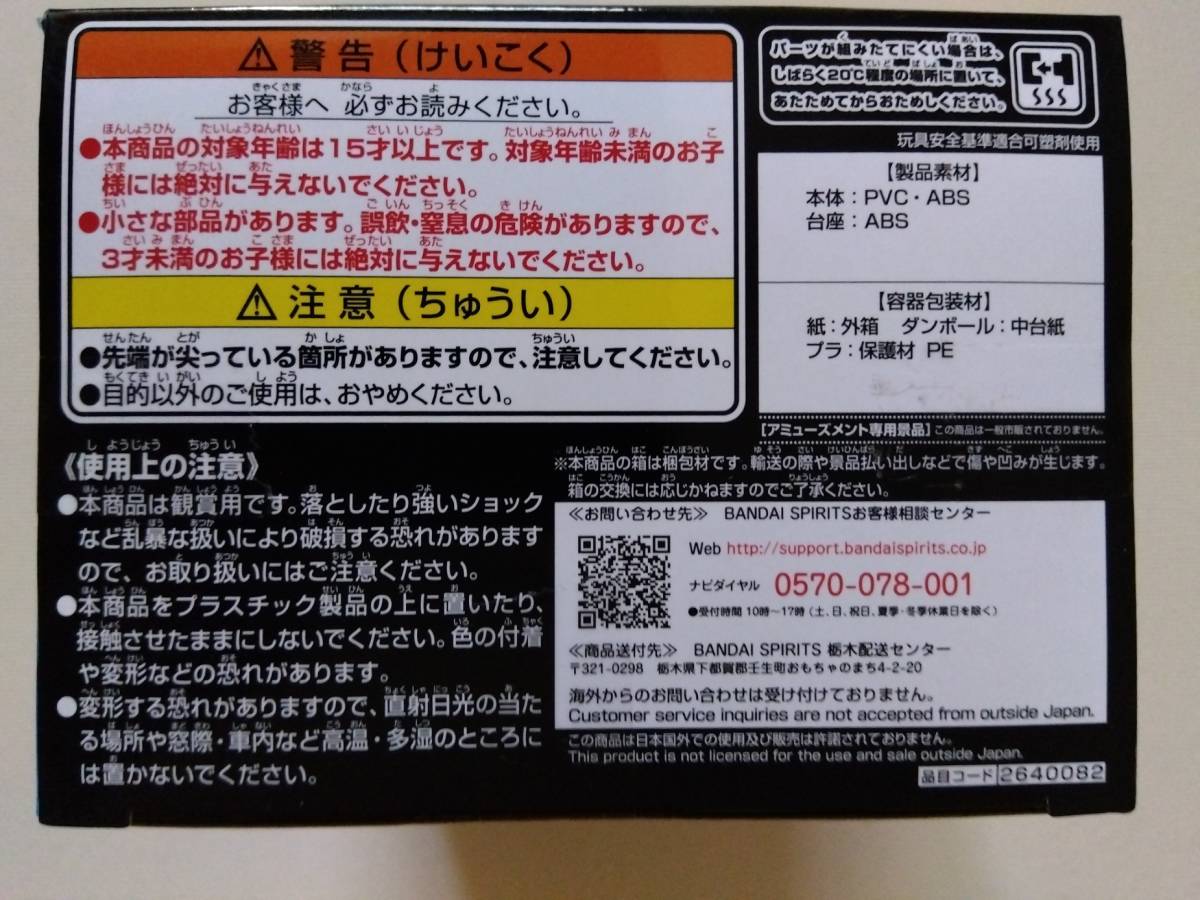 ⚠警告（けいこく）
お客様へ 必ずお読みください。
●本商品の対象年齢は15才以上です。対象年齢未満のお子
様には絶対に与えないでください。
●小さな部品があります。誤飲・窒息の危険がありますので、
3才未満のお子様には絶対に与えないでください。
⚠注意（ちゅうい）
●先端が尖っている箇所がありますので、注意してください。
●目的以外のご使用は、おやめください。
《使用上の注意》
●本商品は観賞用です。落としたり強いショック
など乱暴な扱いにより破損する恐れがあります
ので、お取り扱いにはご注意ください。
●本商品をプラスチック製品の上に置いたり、
接触させたままにしないでください。色の付着
や変形などの恐れがあります。
●変形する恐れがありますので、直射日光の当た
る場所や窓際・車内など高温・多湿のところに
は置かないでください。
パーツが組みたてにくい場合は、
しばらく20℃程度の場所に置いて、
あたためてからおためしください。
玩具安全基準適合可塑剤使用
【製品素材】
本体：PVC・ABS
台座：ABS
【容器包装材】
紙：外箱 ダンボール：中台紙
プラ：保護材 PE
【アミューズメント専用景品】この商品は一般市販されておりません。
※本商品の箱は梱包材です。輸送の際や景品払い出しなどで傷や凹みが生じます。
箱の交換には応じかねますのでご了承ください。
≪お問い合わせ先≫ BANDAI SPIRITSお客様相談センター
Web http://support.bandaispirits.co.jp
ナビダイヤル 0570-078-001
●受付時間 10時～17時（土、日、祝日、夏季・冬季休業日を除く）
≪商品送付先≫ BANDAI SPIRITS 栃木配送センター
〒321-0298 栃木県下都賀郡壬生町おもちゃのまち4-2-20
海外からのお問い合わせは受け付けておりません。
Customer service inquiries are not accepted from outside Japan.
この商品は日本国外での使用及び販売は許諾されておりません。
This product is not licensed for the use and sale outside Japan.
品目コード 2640082